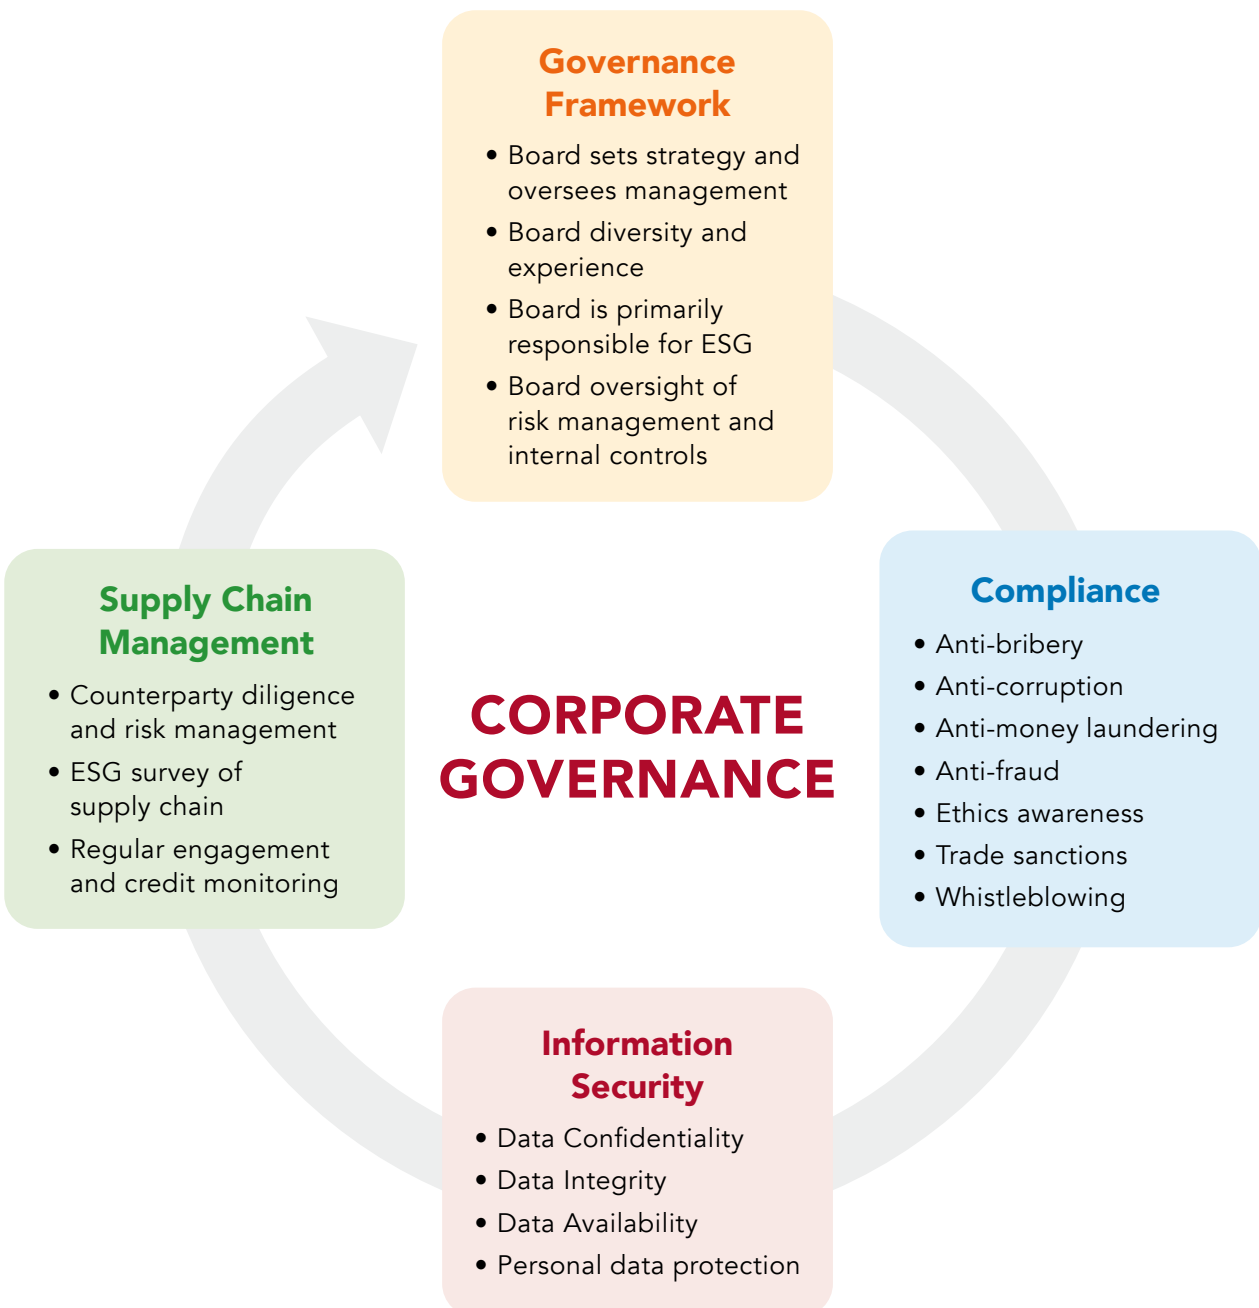 Governance
Framework
• Board sets strategy and
oversees management
• Board diversity and
experience
• Board is primarily
responsible for ESG
• Board oversight of
risk management and
internal controls
Compliance
• Anti-bribery
• Anti-corruption
• Anti-money laundering
• Anti-fraud
• Ethics awareness
• Trade sanctions
• Whistleblowing
Supply Chain
Management
• Counterparty diligence
and risk management
• ESG survey of
supply chain
• Regular engagement
and credit monitoring
CORPORATE
GOVERNANCE
Information
Security
• Data Confidentiality
• Data Integrity
• Data Availability
• Personal data protection